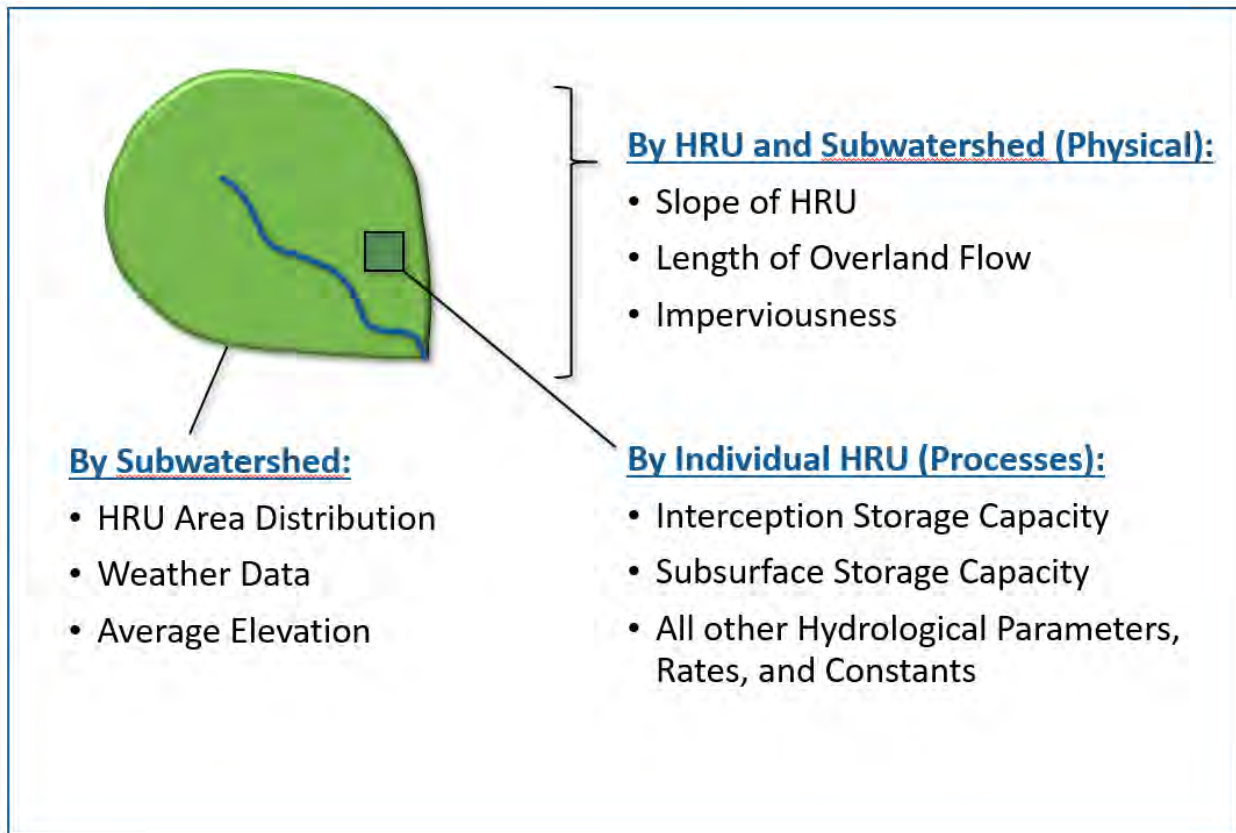 By HRU and Subwatershed (Physical):
• Slope of HRU
• Length of Overland Flow
• Imperviousness
By Subwatershed:
• HRU Area Distribution
• Weather Data
• Average Elevation
By Individual HRU (Processes):
• Interception Storage Capacity
• Subsurface Storage Capacity
• All other Hydrological Parameters,
Rates, and Constants